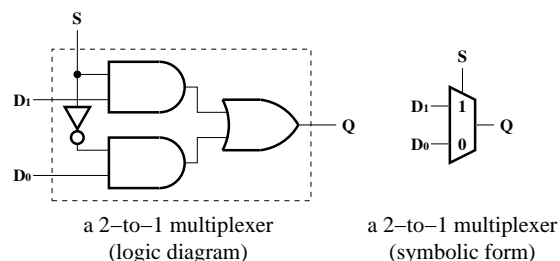 S
D1
D0
Q
a 2–to–1 multiplexer
(logic diagram)
S
D1
1
D0
0
Q
a 2–to–1 multiplexer
(symbolic form)